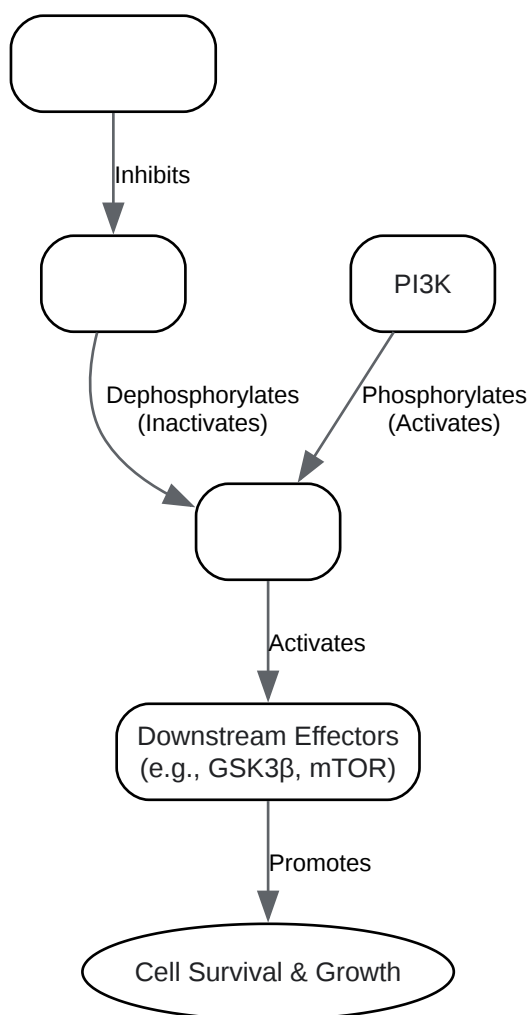 Inhibits
PI3K
Dephosphorylates
(Inactivates)
Phosphorylates
(Activates)
Activates
Downstream Effectors
(e.g., GSK3β, mTOR)
Promotes
Cell Survival & Growth